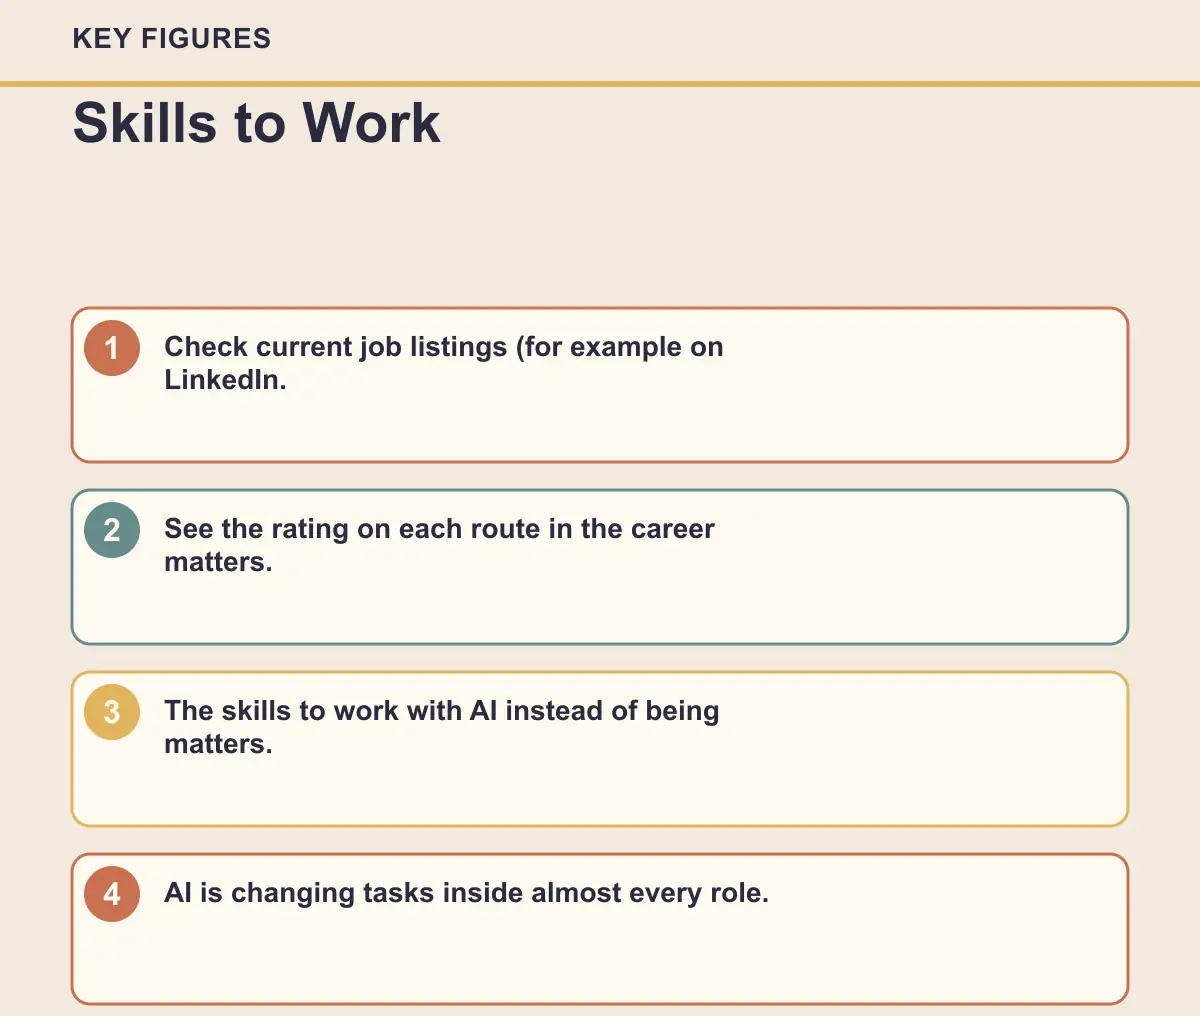 KEY FIGURES
Skills to Work
1
Check current job listings (for example on
LinkedIn.
2
See the rating on each route in the career
matters.
3
The skills to work with AI instead of being
matters.
4
AI is changing tasks inside almost every role.